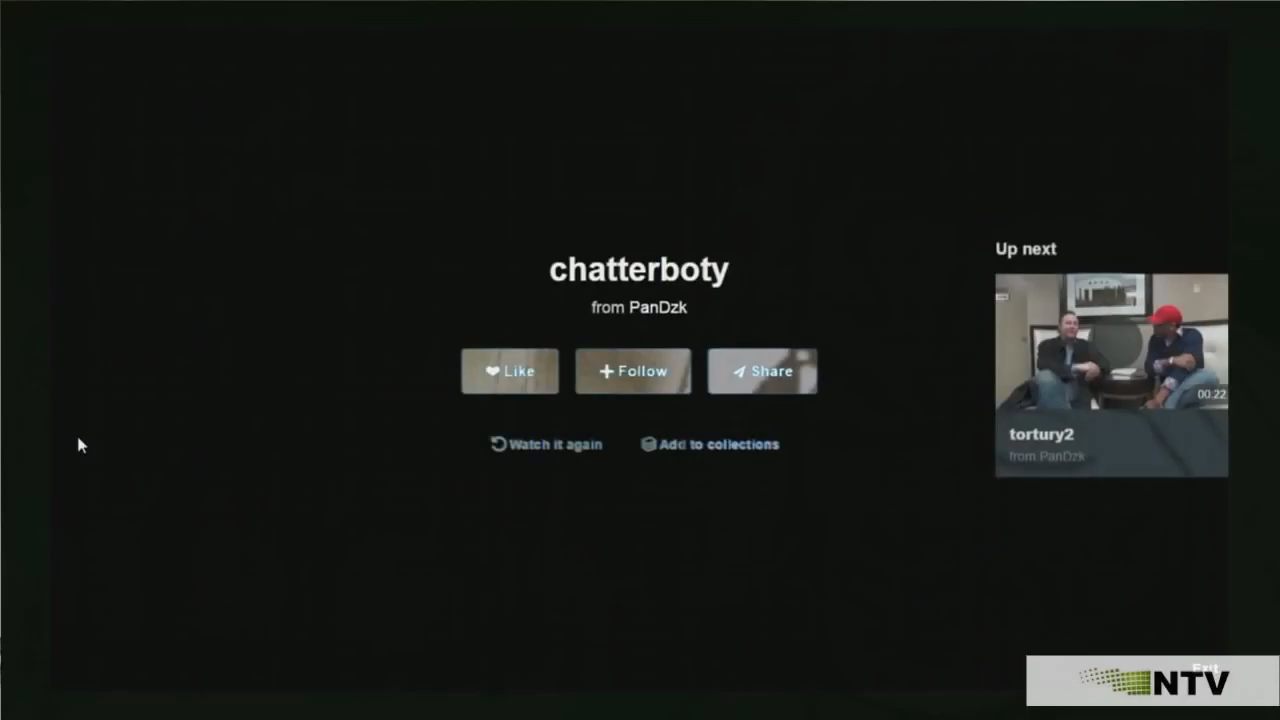 chatterboty
from PanDzk
Like
Follow
Share
Watch it again
Add to collections
Up next
00:22
tortury2
from PanDzk
Exit
NTV